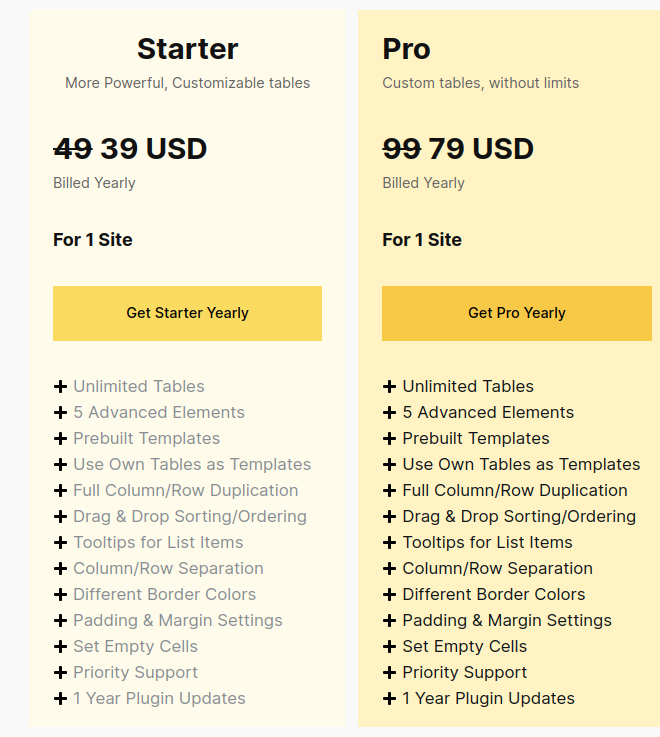 Starter
More Powerful, Customizable tables
49 39 USD
Billed Yearly
For 1 Site
Get Starter Yearly
Unlimited Tables
5 Advanced Elements
Prebuilt Templates
Use Own Tables as Templates
Full Column/Row Duplication
Drag & Drop Sorting/Ordering
Tooltips for List Items
Column/Row Separation
Different Border Colors
Padding & Margin Settings
Set Empty Cells
Priority Support
1 Year Plugin Updates
Pro
Custom tables, without limits
99 79 USD
Billed Yearly
For 1 Site
Get Pro Yearly
Unlimited Tables
5 Advanced Elements
Prebuilt Templates
Use Own Tables as Templates
Full Column/Row Duplication
Drag & Drop Sorting/Ordering
Tooltips for List Items
Column/Row Separation
Different Border Colors
Padding & Margin Settings
Set Empty Cells
Priority Support
1 Year Plugin Updates